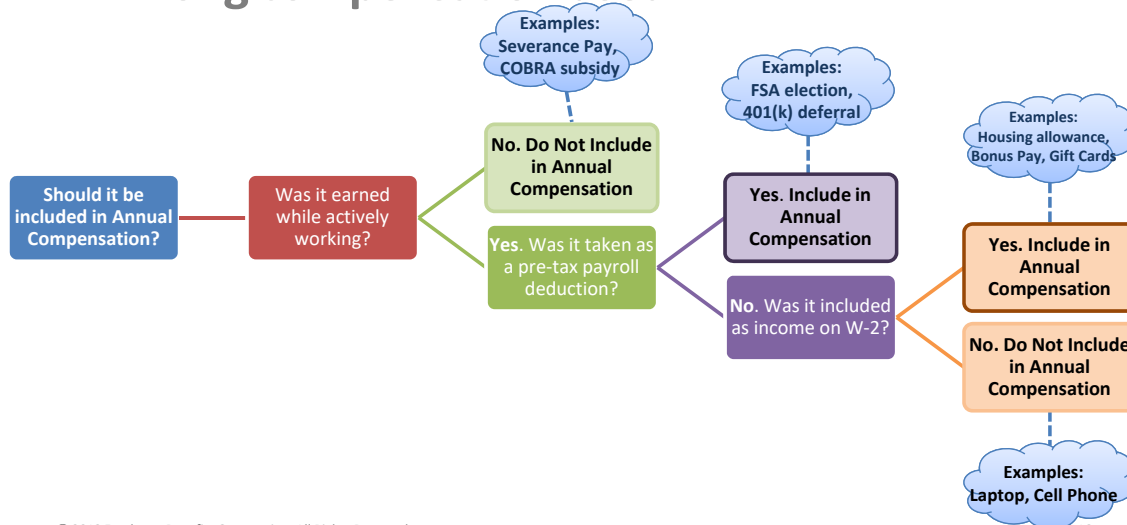 Examples:
Severance Pay,
COBRA subsidy
Examples:
FSA election,
401(k) deferral
Examples:
Housing allowance,
Bonus Pay, Gift Cards
No. Do Not Include
in Annual
Compensation
Should it be
included in Annual
Compensation?
Was it earned
while actively
working?
Yes. Include in
Annual
Compensation
Yes. Was it taken as
a pre-tax payroll
deduction?
Yes. Include in
Annual
Compensation
No. Was it included
as income on W-2?
No. Do Not Include
in Annual
Compensation
Examples:
Laptop, Cell Phone